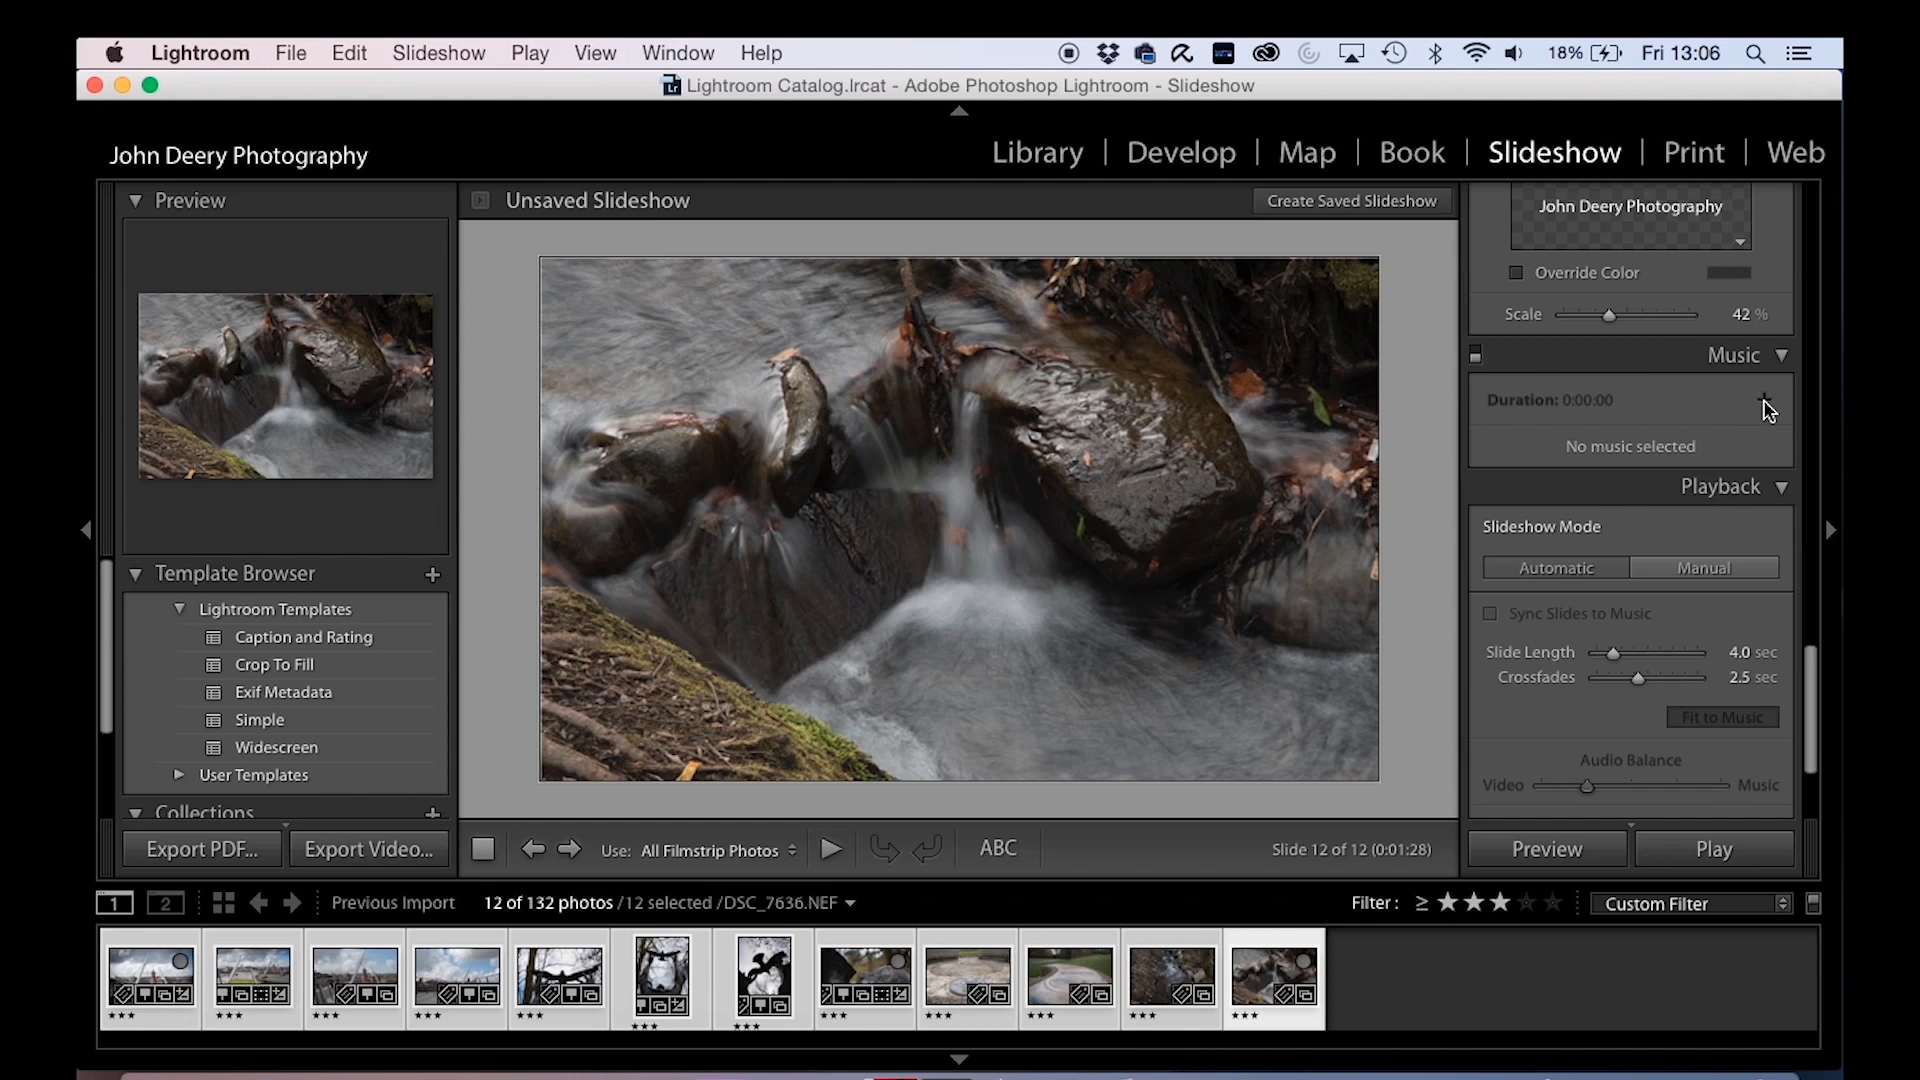 Lightroom File Edit Slideshow Play View Window Help 18% Fri 13:06
Lightroom Catalog.lrcat - Adobe Photoshop Lightroom - Slideshow
John Deery Photography
Library | Develop | Map | Book | Slideshow | Print | Web
Preview
Unsaved Slideshow
Create Saved Slideshow
John Deery Photography
Override Color
Scale 42 %
Music
Duration: 0:00:00
No music selected
Playback
Slideshow Mode
Automatic Manual
Sync Slides to Music
Slide Length 4.0 sec
Crossfades 2.5 sec
Fit to Music
Audio Balance
Video Music
Template Browser
Lightroom Templates
Caption and Rating
Crop To Fill
Exif Metadata
Simple
Widescreen
User Templates
Collections
Export PDF... Export Video...
Use: All Filmstrip Photos ABC Slide 12 of 12 (0:01:28)
Preview Play
1 2 Previous Import 12 of 132 photos /12 selected /DSC_7636.NEF Filter : ≥ ★★★ Custom Filter